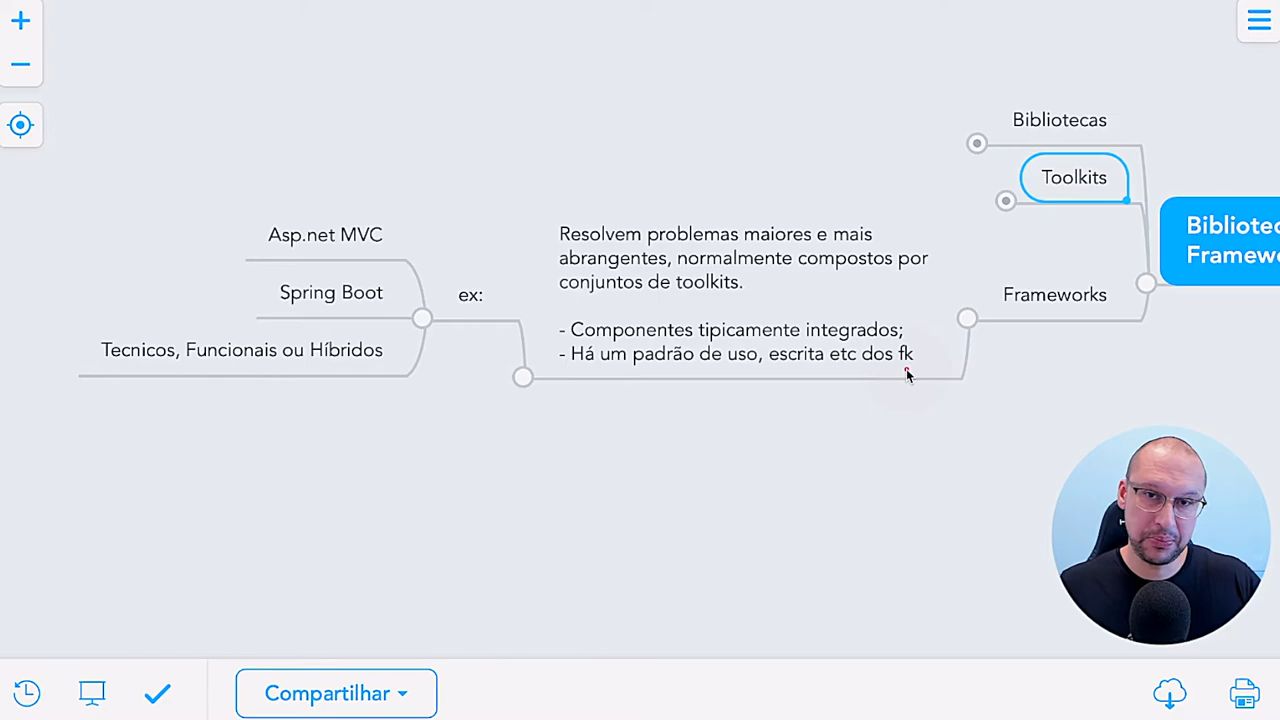 Bibliotecas
Toolkits
Bibliotec
Framew
Frameworks
Resolvem problemas maiores e mais
abrangentes, normalmente compostos por
conjuntos de toolkits.
- Componentes tipicamente integrados;
- Há um padrão de uso, escrita etc dos fk
ex:
Asp.net MVC
Spring Boot
Tecnicos, Funcionais ou Híbridos
Compartilhar